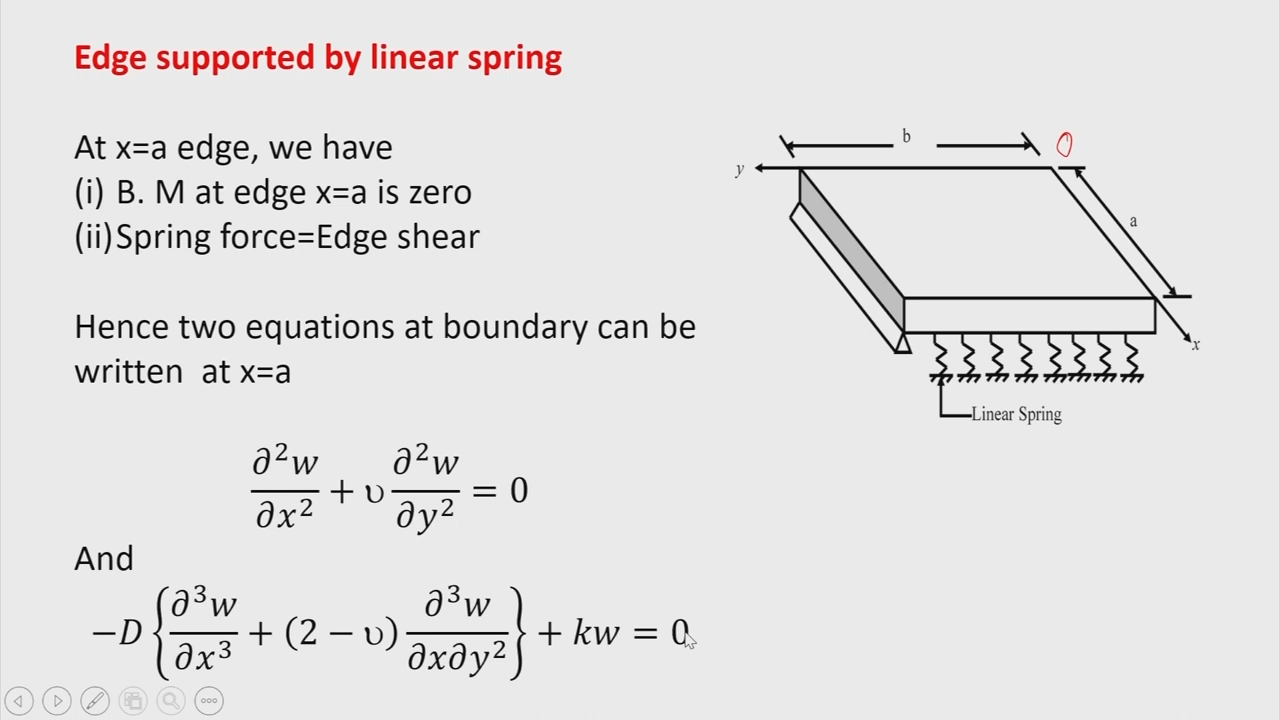 Edge supported by linear spring
At x=a edge, we have
(i) B. M at edge x=a is zero
(ii) Spring force=Edge shear
Hence two equations at boundary can be
written at x=a
∂²w/∂x² + υ ∂²w/∂y² = 0
And
−D{∂³w/∂x³ + (2 − υ) ∂³w/∂x∂y²} + kw = 0
b
O
y
a
x
Linear Spring